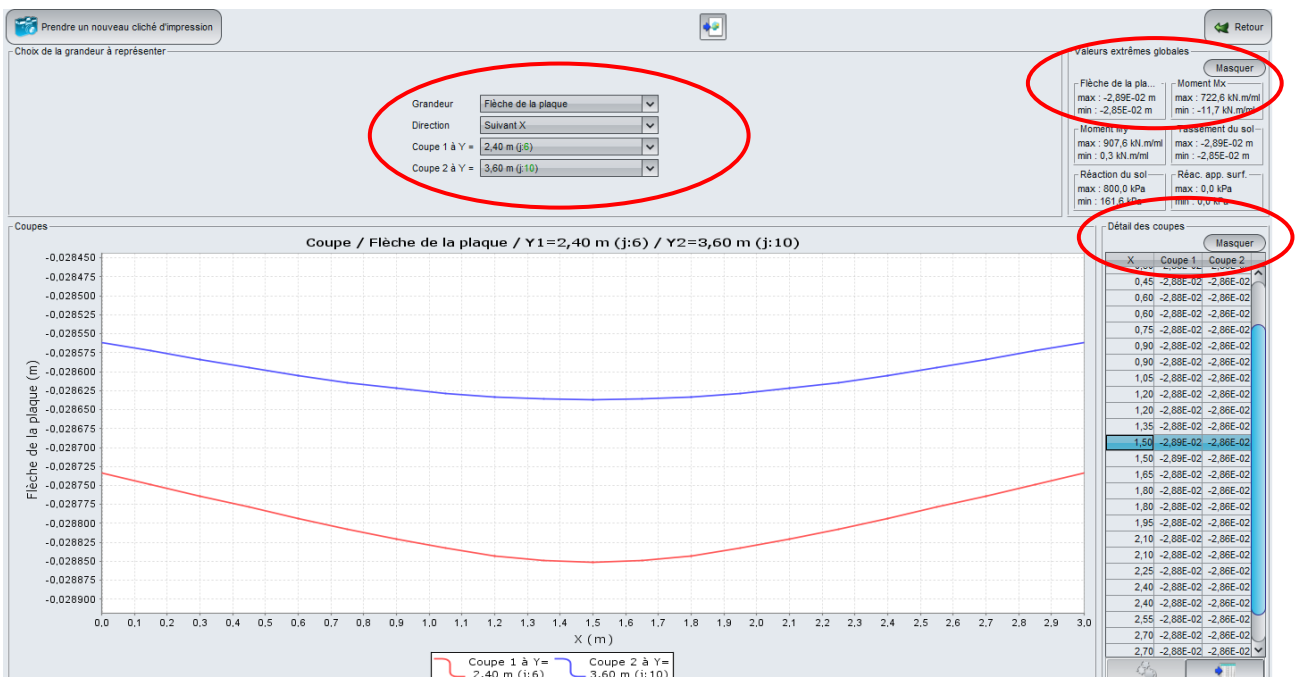 Prendre un nouveau cliché d'impression
Retour
Choix de la grandeur à représenter
Grandeur Flèche de la plaque
Direction Suivant X
Coupe 1 à Y = 2,40 m (j:6)
Coupe 2 à Y = 3,60 m (j:10)
Valeurs extrêmes globales
Masquer
Flèche de la pla... Moment Mx
max : -2,89E-02 m max : 722,6 kN.m/ml
min : -2,85E-02 m min : -11,7 kN.m/ml
Moment My Tassement du sol
max : 907,6 kN.m/ml max : -2,89E-02 m
min : 0,3 kN.m/ml min : -2,85E-02 m
Réaction du sol Réac. app. surf.
max : 800,0 kPa max : 0,0 kPa
min : 161,6 kPa min : 0,0 kPa
Coupes
Coupe / Flèche de la plaque / Y1=2,40 m (j:6) / Y2=3,60 m (j:10)
-0,028450
-0,028475
-0,028500
-0,028525
-0,028550
-0,028575
-0,028600
-0,028625
-0,028650
-0,028675
-0,028700
-0,028725
-0,028750
-0,028775
-0,028800
-0,028825
-0,028850
-0,028875
-0,028900
Flèche de la plaque (m)
0,0 0,1 0,2 0,3 0,4 0,5 0,6 0,7 0,8 0,9 1,0 1,1 1,2 1,3 1,4 1,5 1,6 1,7 1,8 1,9 2,0 2,1 2,2 2,3 2,4 2,5 2,6 2,7 2,8 2,9 3,0
X (m)
Coupe 1 à Y= Coupe 2 à Y=
2,40 m (j:6) 3,60 m (j:10)
Détail des coupes
Masquer
X Coupe 1 Coupe 2
0,45 -2,88E-02 -2,86E-02
0,60 -2,88E-02 -2,86E-02
0,60 -2,88E-02 -2,86E-02
0,75 -2,88E-02 -2,86E-02
0,90 -2,88E-02 -2,86E-02
0,90 -2,88E-02 -2,86E-02
1,05 -2,88E-02 -2,86E-02
1,20 -2,88E-02 -2,86E-02
1,20 -2,88E-02 -2,86E-02
1,35 -2,88E-02 -2,86E-02
1,50 -2,89E-02 -2,86E-02
1,50 -2,89E-02 -2,86E-02
1,65 -2,88E-02 -2,86E-02
1,80 -2,88E-02 -2,86E-02
1,80 -2,88E-02 -2,86E-02
1,95 -2,88E-02 -2,86E-02
2,10 -2,88E-02 -2,86E-02
2,10 -2,88E-02 -2,86E-02
2,25 -2,88E-02 -2,86E-02
2,40 -2,88E-02 -2,86E-02
2,40 -2,88E-02 -2,86E-02
2,55 -2,88E-02 -2,86E-02
2,70 -2,88E-02 -2,86E-02
2,70 -2,88E-02 -2,86E-02